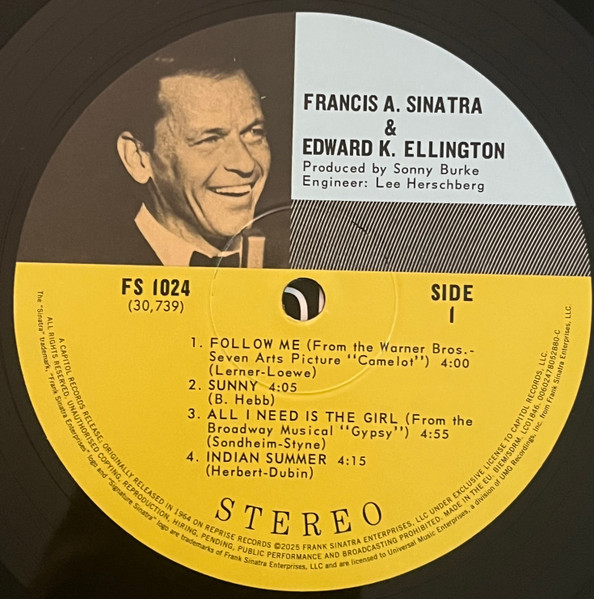 FRANCIS A. SINATRA
&
EDWARD K. ELLINGTON
Produced by Sonny Burke
Engineer: Lee Herschberg
FS 1024
(30,739)
SIDE
1
1. FOLLOW ME (From the Warner Bros.-
Seven Arts Picture "Camelot") 4:00
(Lerner-Loewe)
2. SUNNY 4:05
(B. Hebb)
3. ALL I NEED IS THE GIRL (From the
Broadway Musical "Gypsy") 4:55
(Sondheim-Styne)
4. INDIAN SUMMER 4:15
(Herbert-Dubin)
STEREO
A CAPITOL RECORDS RELEASE; ORIGINALLY RELEASED IN 1964 ON REPRISE RECORDS ©2025 FRANK SINATRA ENTERPRISES, LLC UNDER EXCLUSIVE LICENSE TO CAPITOL RECORDS, LLC.
ALL RIGHTS RESERVED. UNAUTHORISED COPYING, REPRODUCTION, HIRING, PENDING, PUBLIC PERFORMANCE AND BROADCASTING PROHIBITED. MADE IN THE EU. BIEM/SDRM. LC01846. 00602478052880-C
The "Sinatra" trademark, "Frank Sinatra Enterprises" logo and "Signature Sinatra" logo are trademarks of Frank Sinatra Enterprises, LLC and are licensed to Universal Music Enterprises, a division of UMG Recordings, Inc. from Frank Sinatra Enterprises, LLC